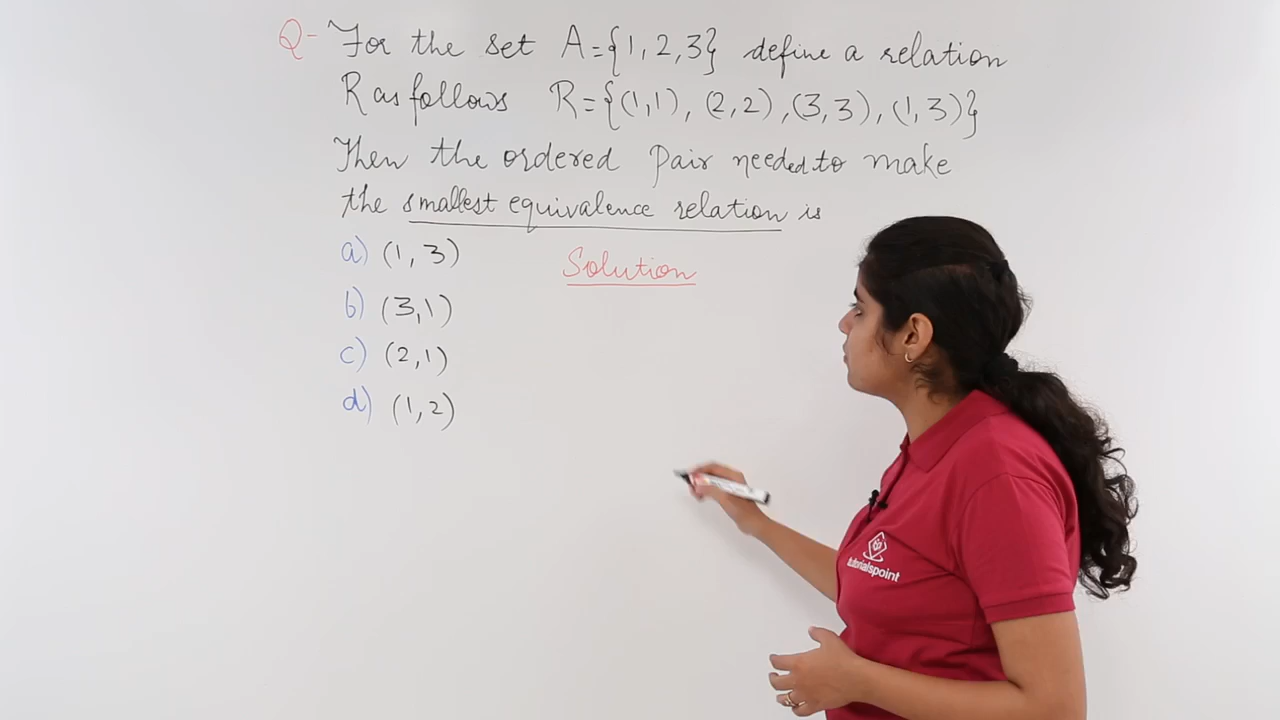 Q- For the set A={1,2,3} define a relation
R as follows R={(1,1), (2,2),(3,3),(1,3)}
Then the ordered pair needed to make
the smallest equivalence relation is
a) (1,3)
Solution
b) (3,1)
c) (2,1)
d) (1,2)
tutorialspoint